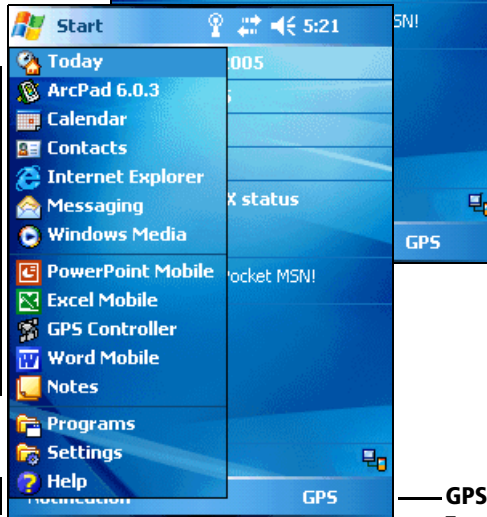 SN!
Start 5:21
Today
005
ArcPad 6.0.3
Calendar
Contacts
Internet Explorer
Messaging
X status
Windows Media
GPS
PowerPoint Mobile
ocket MSN!
Excel Mobile
GPS Controller
Word Mobile
Notes
Programs
Settings
Help
Notification GPS
GPS